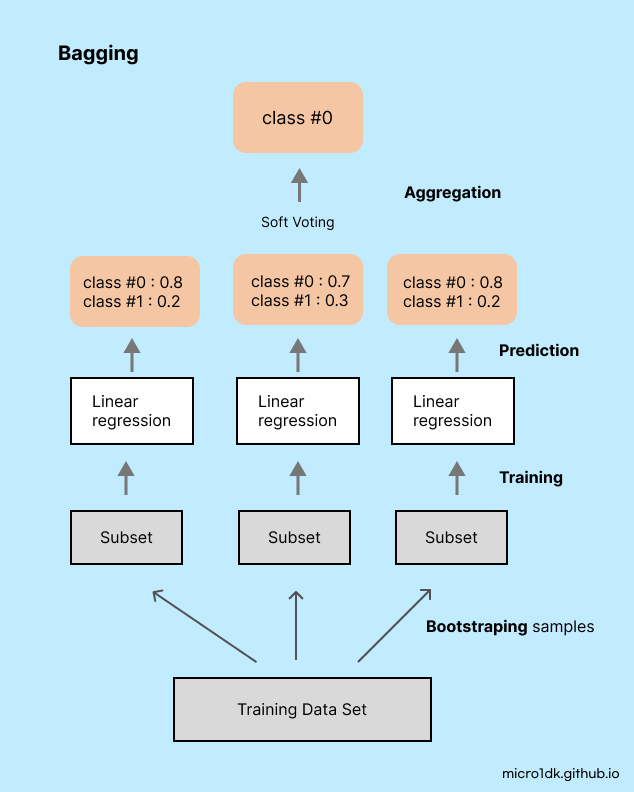 Bagging
class #0
Aggregation
Soft Voting
class #0 : 0.8
class #1 : 0.2
class #0 : 0.7
class #1 : 0.3
class #0 : 0.8
class #1 : 0.2
Prediction
Linear
regression
Linear
regression
Linear
regression
Training
Subset
Subset
Subset
Bootstraping samples
Training Data Set
micro1dk.github.io